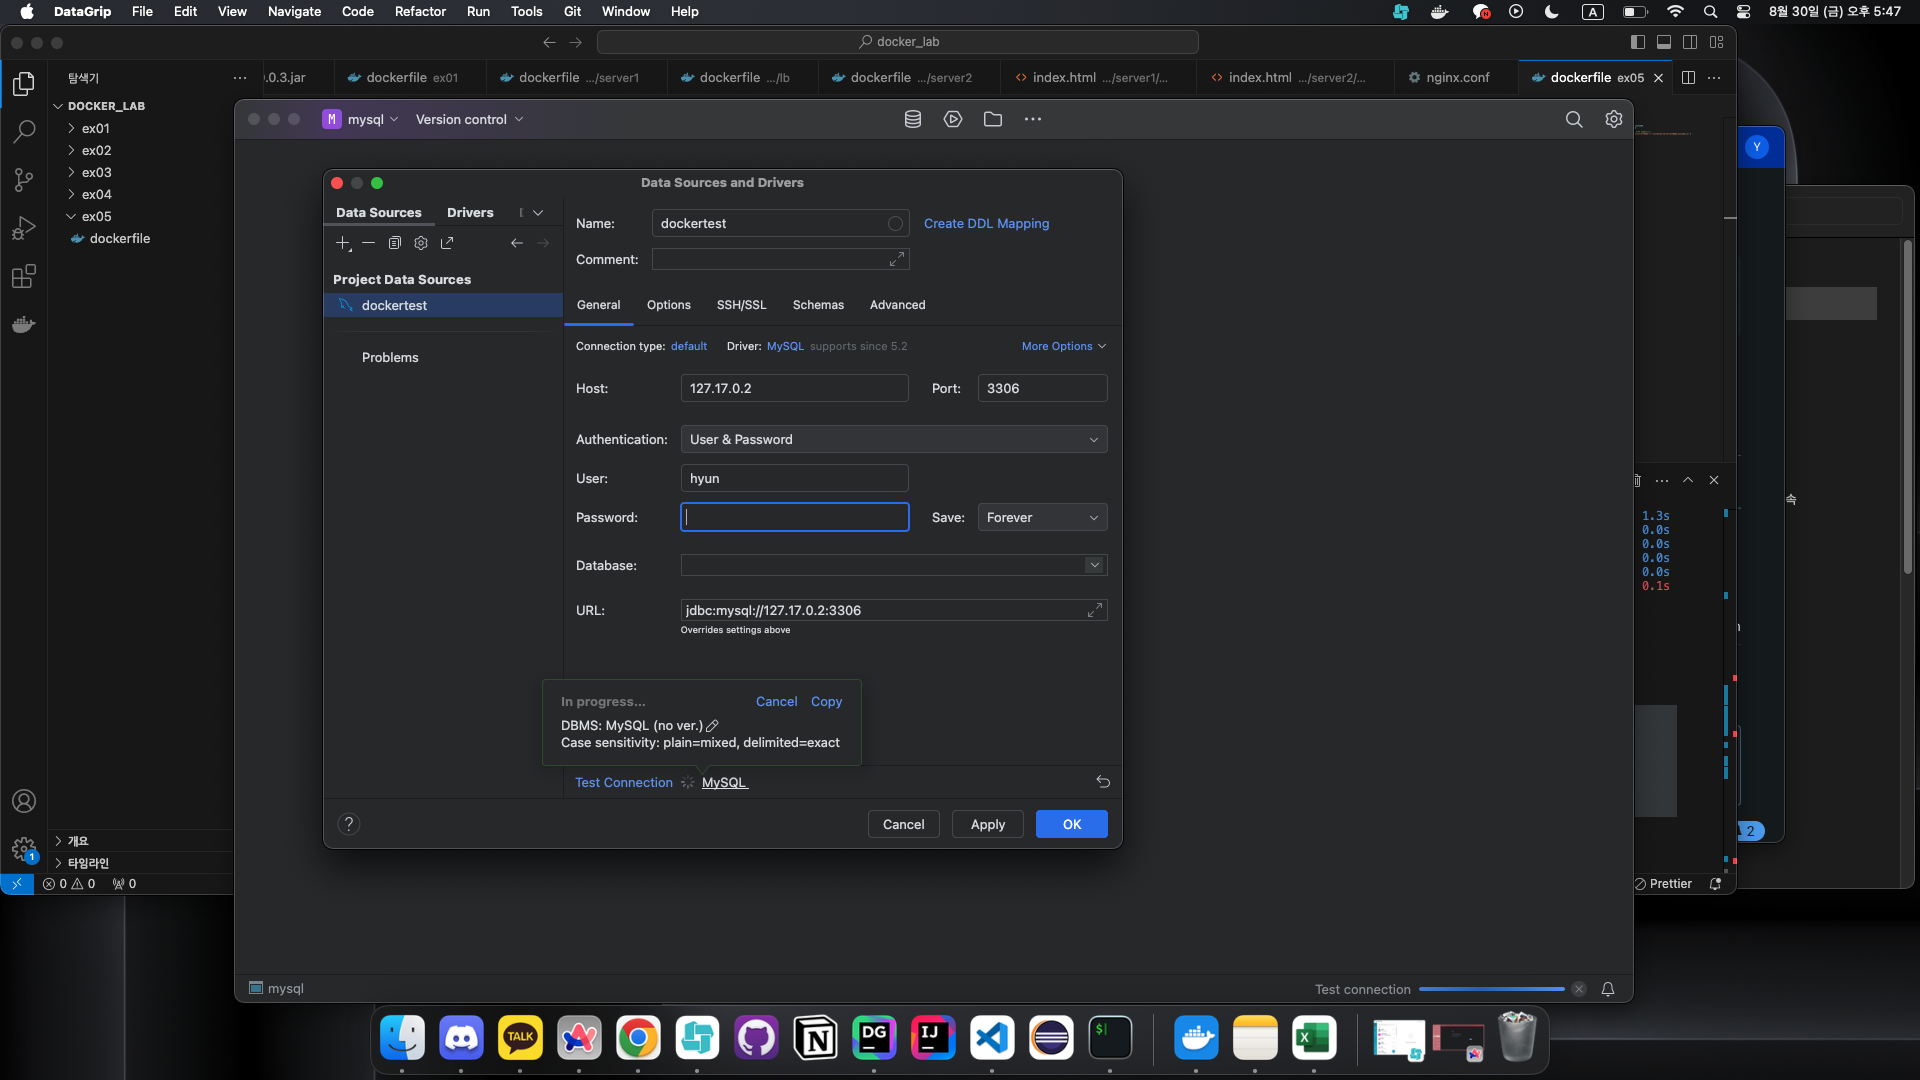 DataGrip File Edit View Navigate Code Refactor Run Tools Git Window Help
A 8월 30일 (금) 오후 5:47
docker_lab
탐색기
.0.3.jar dockerfile ex01 dockerfile .../server1 dockerfile .../lb dockerfile .../server2 index.html .../server1/... index.html .../server2/... nginx.conf dockerfile ex05
DOCKER_LAB
ex01
ex02
ex03
ex04
ex05
dockerfile
M mysql Version control
Y
Data Sources and Drivers
Data Sources Drivers
Name: dockertest Create DDL Mapping
Comment:
Project Data Sources
dockertest
Problems
General Options SSH/SSL Schemas Advanced
Connection type: default Driver: MySQL supports since 5.2 More Options
Host: 127.17.0.2 Port: 3306
Authentication: User & Password
User: hyun
Password: Save: Forever
Database:
URL: jdbc:mysql://127.17.0.2:3306
Overrides settings above
In progress... Cancel Copy
DBMS: MySQL (no ver.)
Case sensitivity: plain=mixed, delimited=exact
Test Connection MySQL
? Cancel Apply OK
속
1.3s
0.0s
0.0s
0.0s
0.0s
0.1s
2
개요
타임라인
1
0 0 0
Prettier
mysql
Test connection
TALK
DG
IJ
$